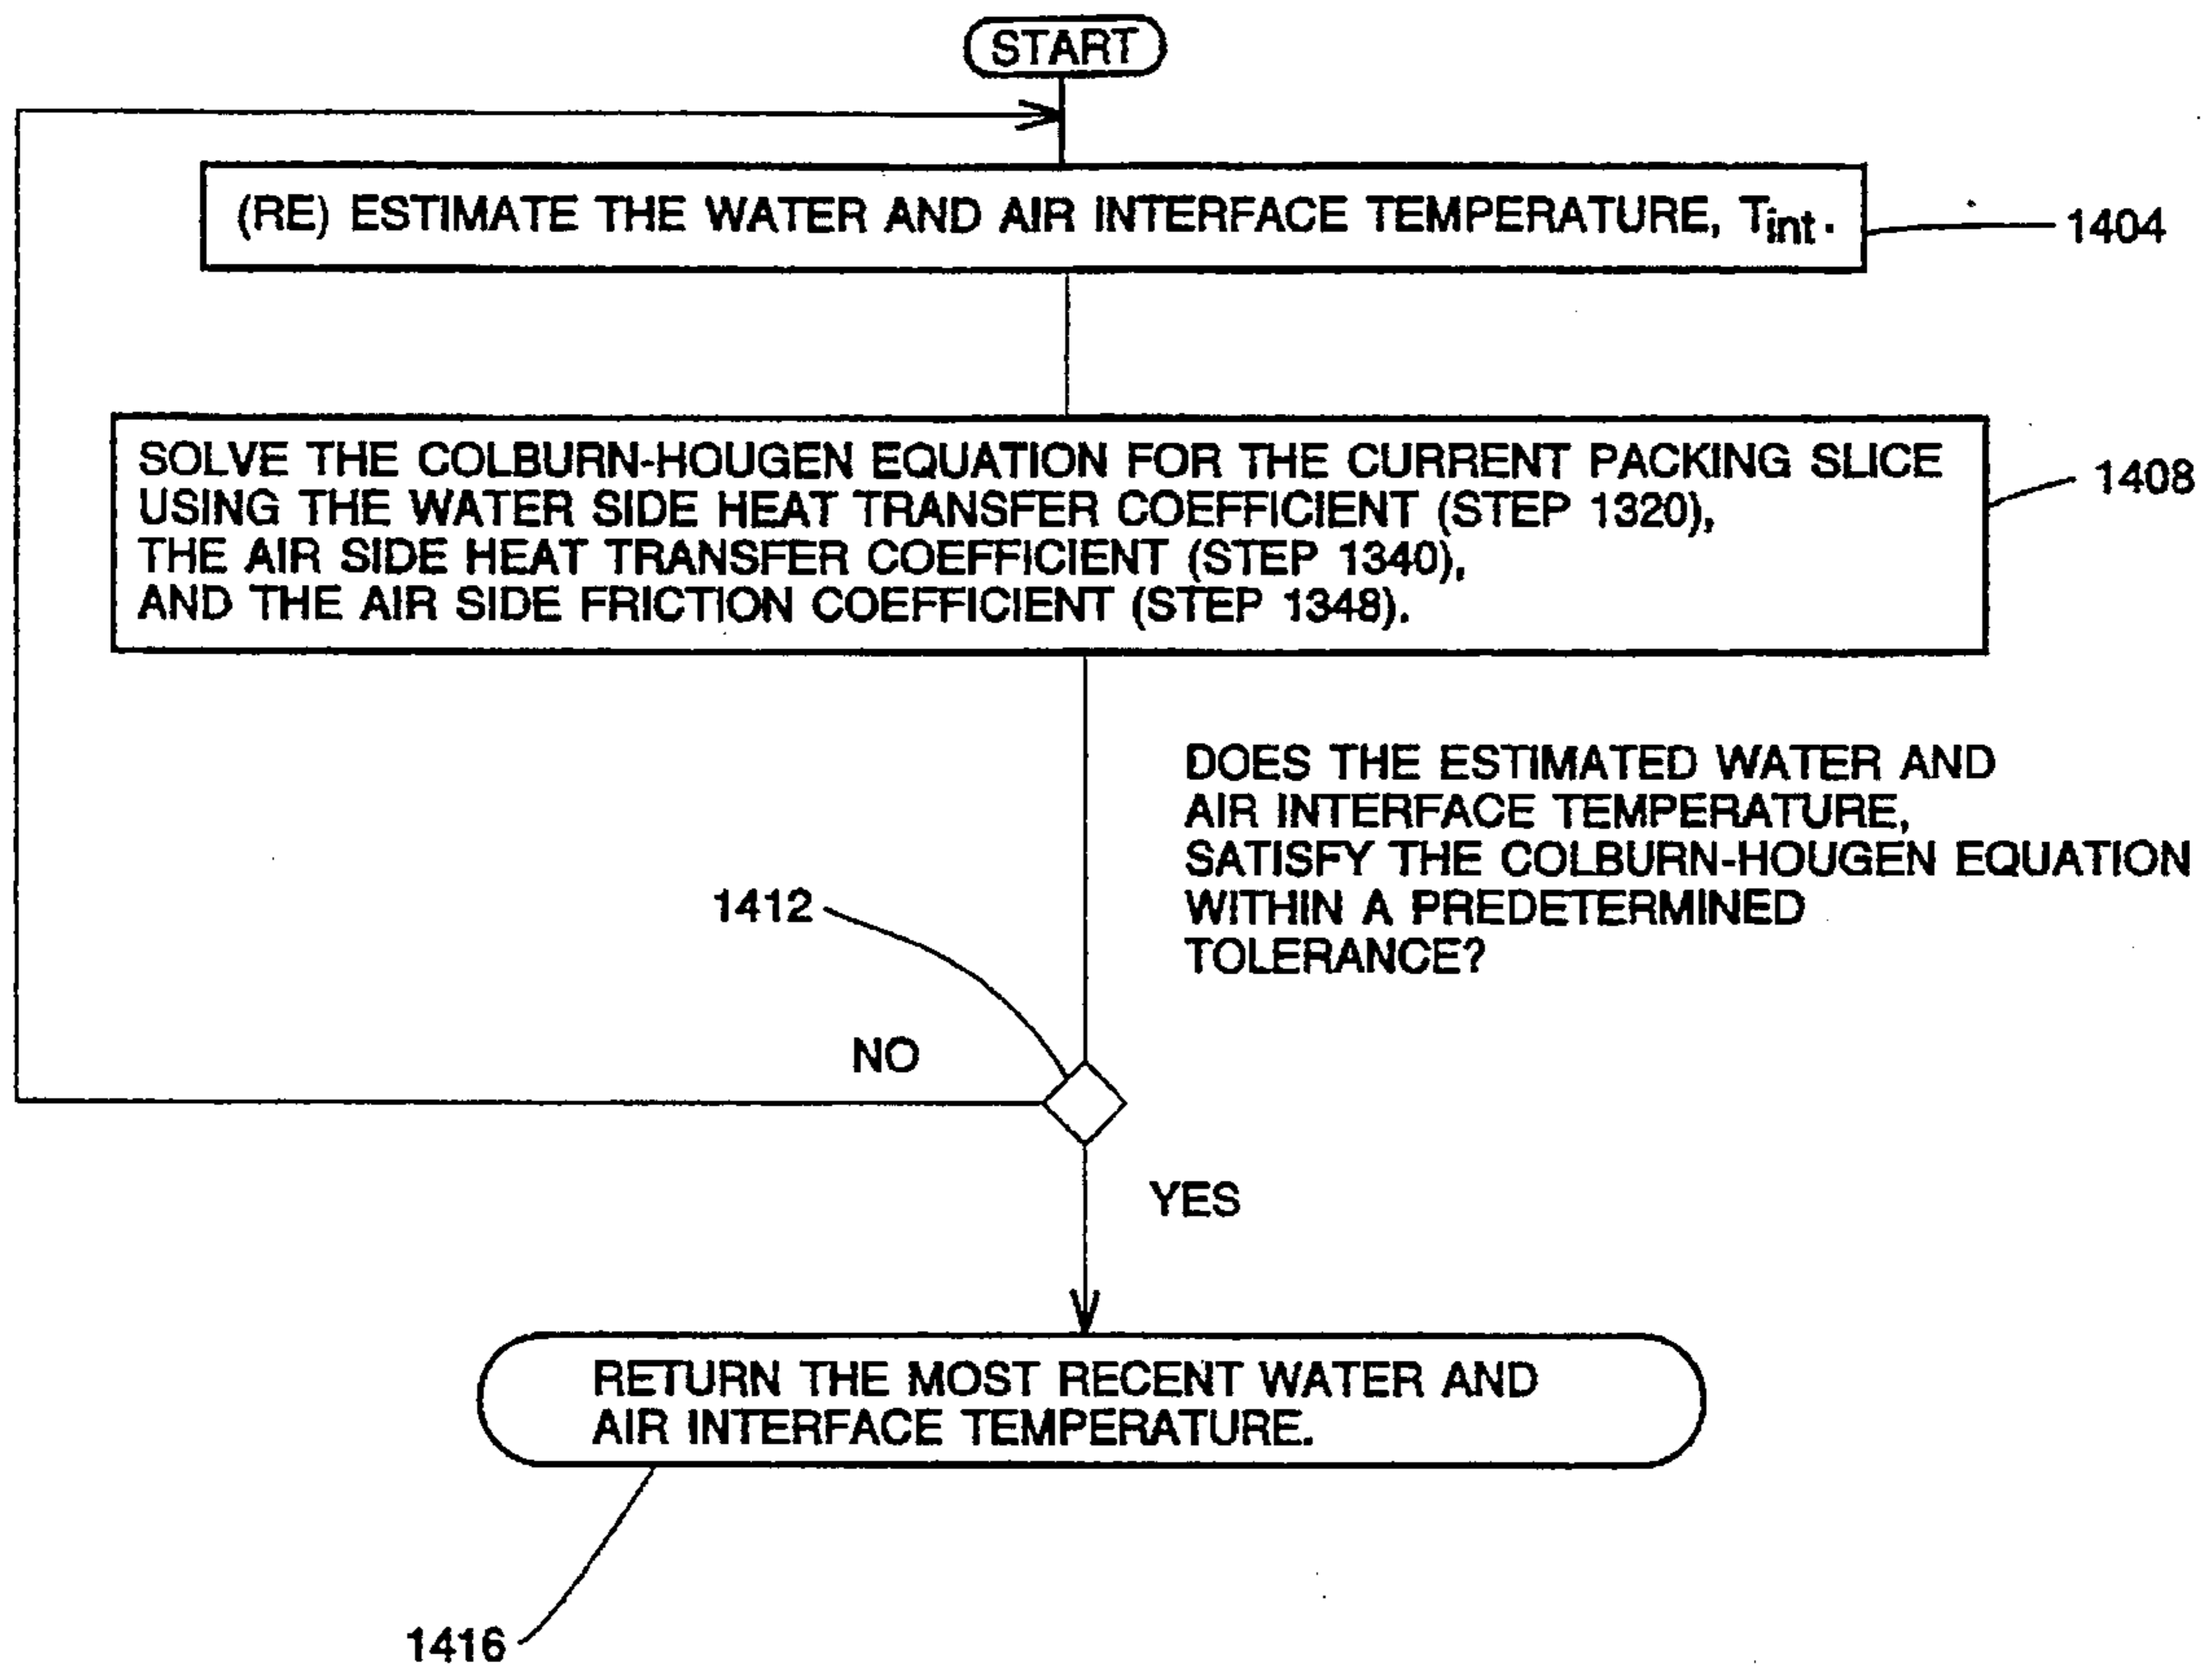 START
(RE) ESTIMATE THE WATER AND AIR INTERFACE TEMPERATURE, Tint.
1404
SOLVE THE COLBURN-HOUGEN EQUATION FOR THE CURRENT PACKING SLICE
USING THE WATER SIDE HEAT TRANSFER COEFFICIENT (STEP 1320),
THE AIR SIDE HEAT TRANSFER COEFFICIENT (STEP 1340),
AND THE AIR SIDE FRICTION COEFFICIENT (STEP 1348).
1408
DOES THE ESTIMATED WATER AND
AIR INTERFACE TEMPERATURE,
SATISFY THE COLBURN-HOUGEN EQUATION
WITHIN A PREDETERMINED
TOLERANCE?
1412
NO
YES
RETURN THE MOST RECENT WATER AND
AIR INTERFACE TEMPERATURE.
1416